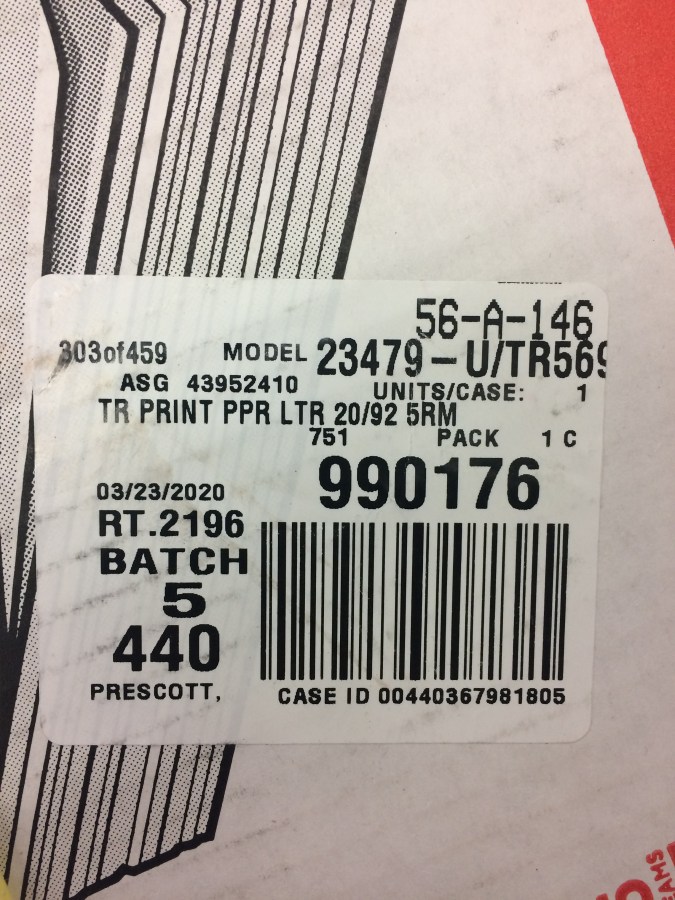 56-A-146
303of459 MODEL 23479-U/TR569
ASG 43952410 UNITS/CASE: 1
TR PRINT PPR LTR 20/92 5RM
751 PACK 1 C
990176
03/23/2020
RT.2196
BATCH
5
440
PRESCOTT, CASE ID 00440367981805